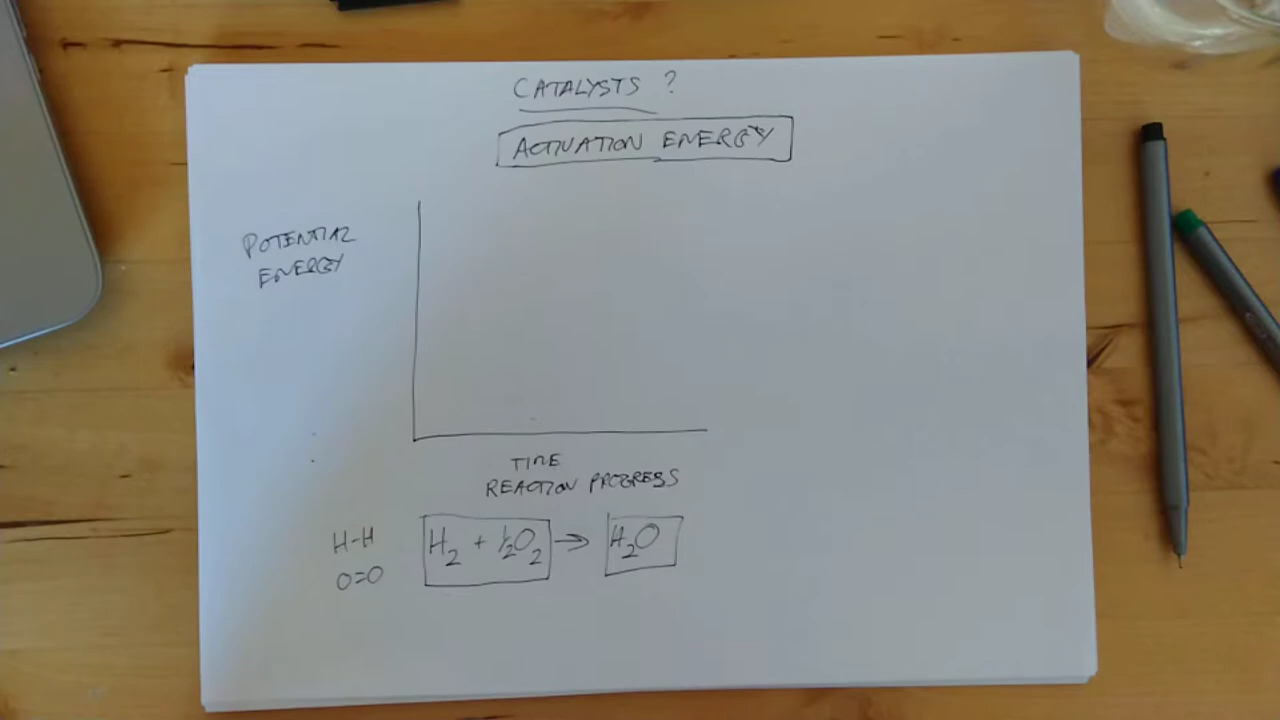 CATALYSTS ?
ACTIVATION ENERGY
POTENTIAL
ENERGY
TIME
REACTION PROGRESS
H-H
O=O
H₂ + ½O₂ → H₂O